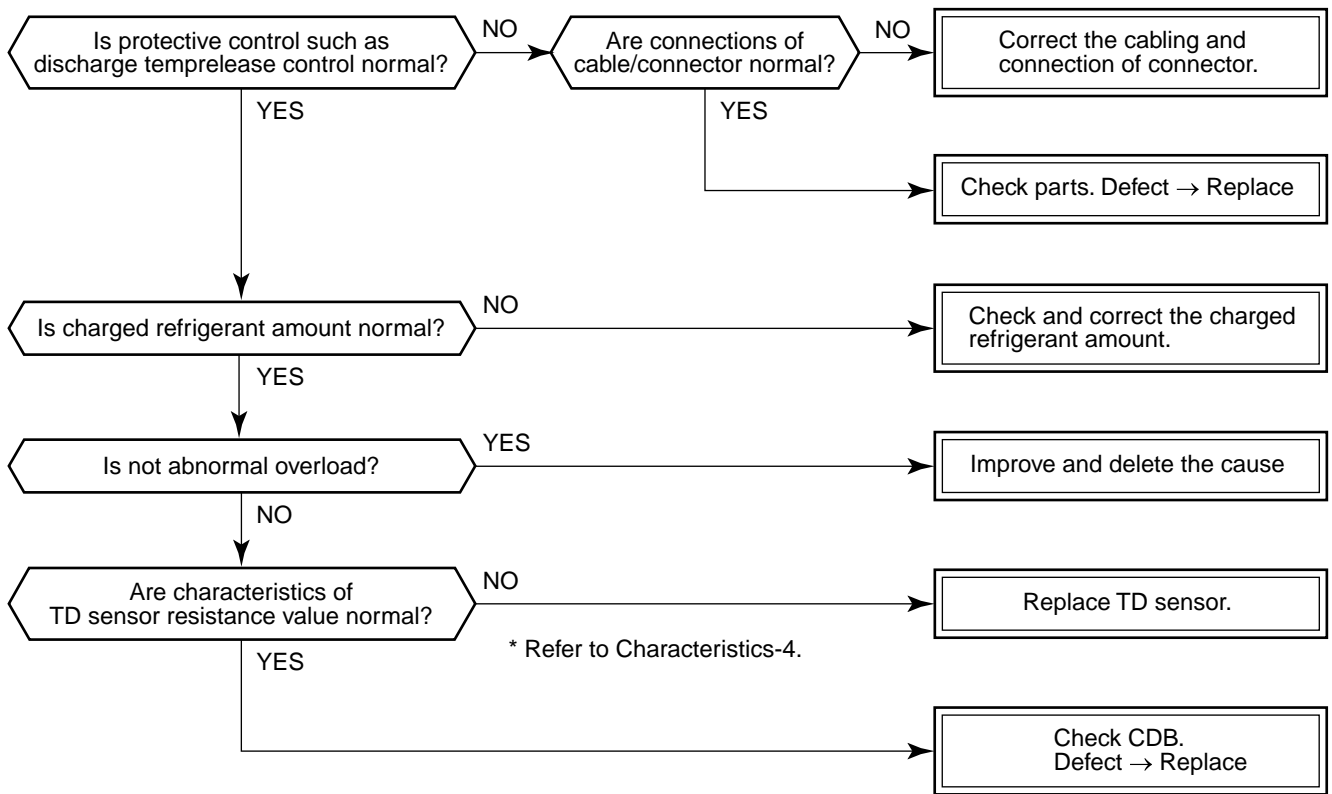 Is protective control such as
discharge temprelease control normal?
NO
Are connections of
cable/connector normal?
NO
Correct the cabling and
connection of connector.
YES
YES
Check parts. Defect → Replace
Is charged refrigerant amount normal?
NO
Check and correct the charged
refrigerant amount.
YES
Is not abnormal overload?
YES
Improve and delete the cause
NO
Are characteristics of
TD sensor resistance value normal?
NO
Replace TD sensor.
* Refer to Characteristics-4.
YES
Check CDB.
Defect → Replace